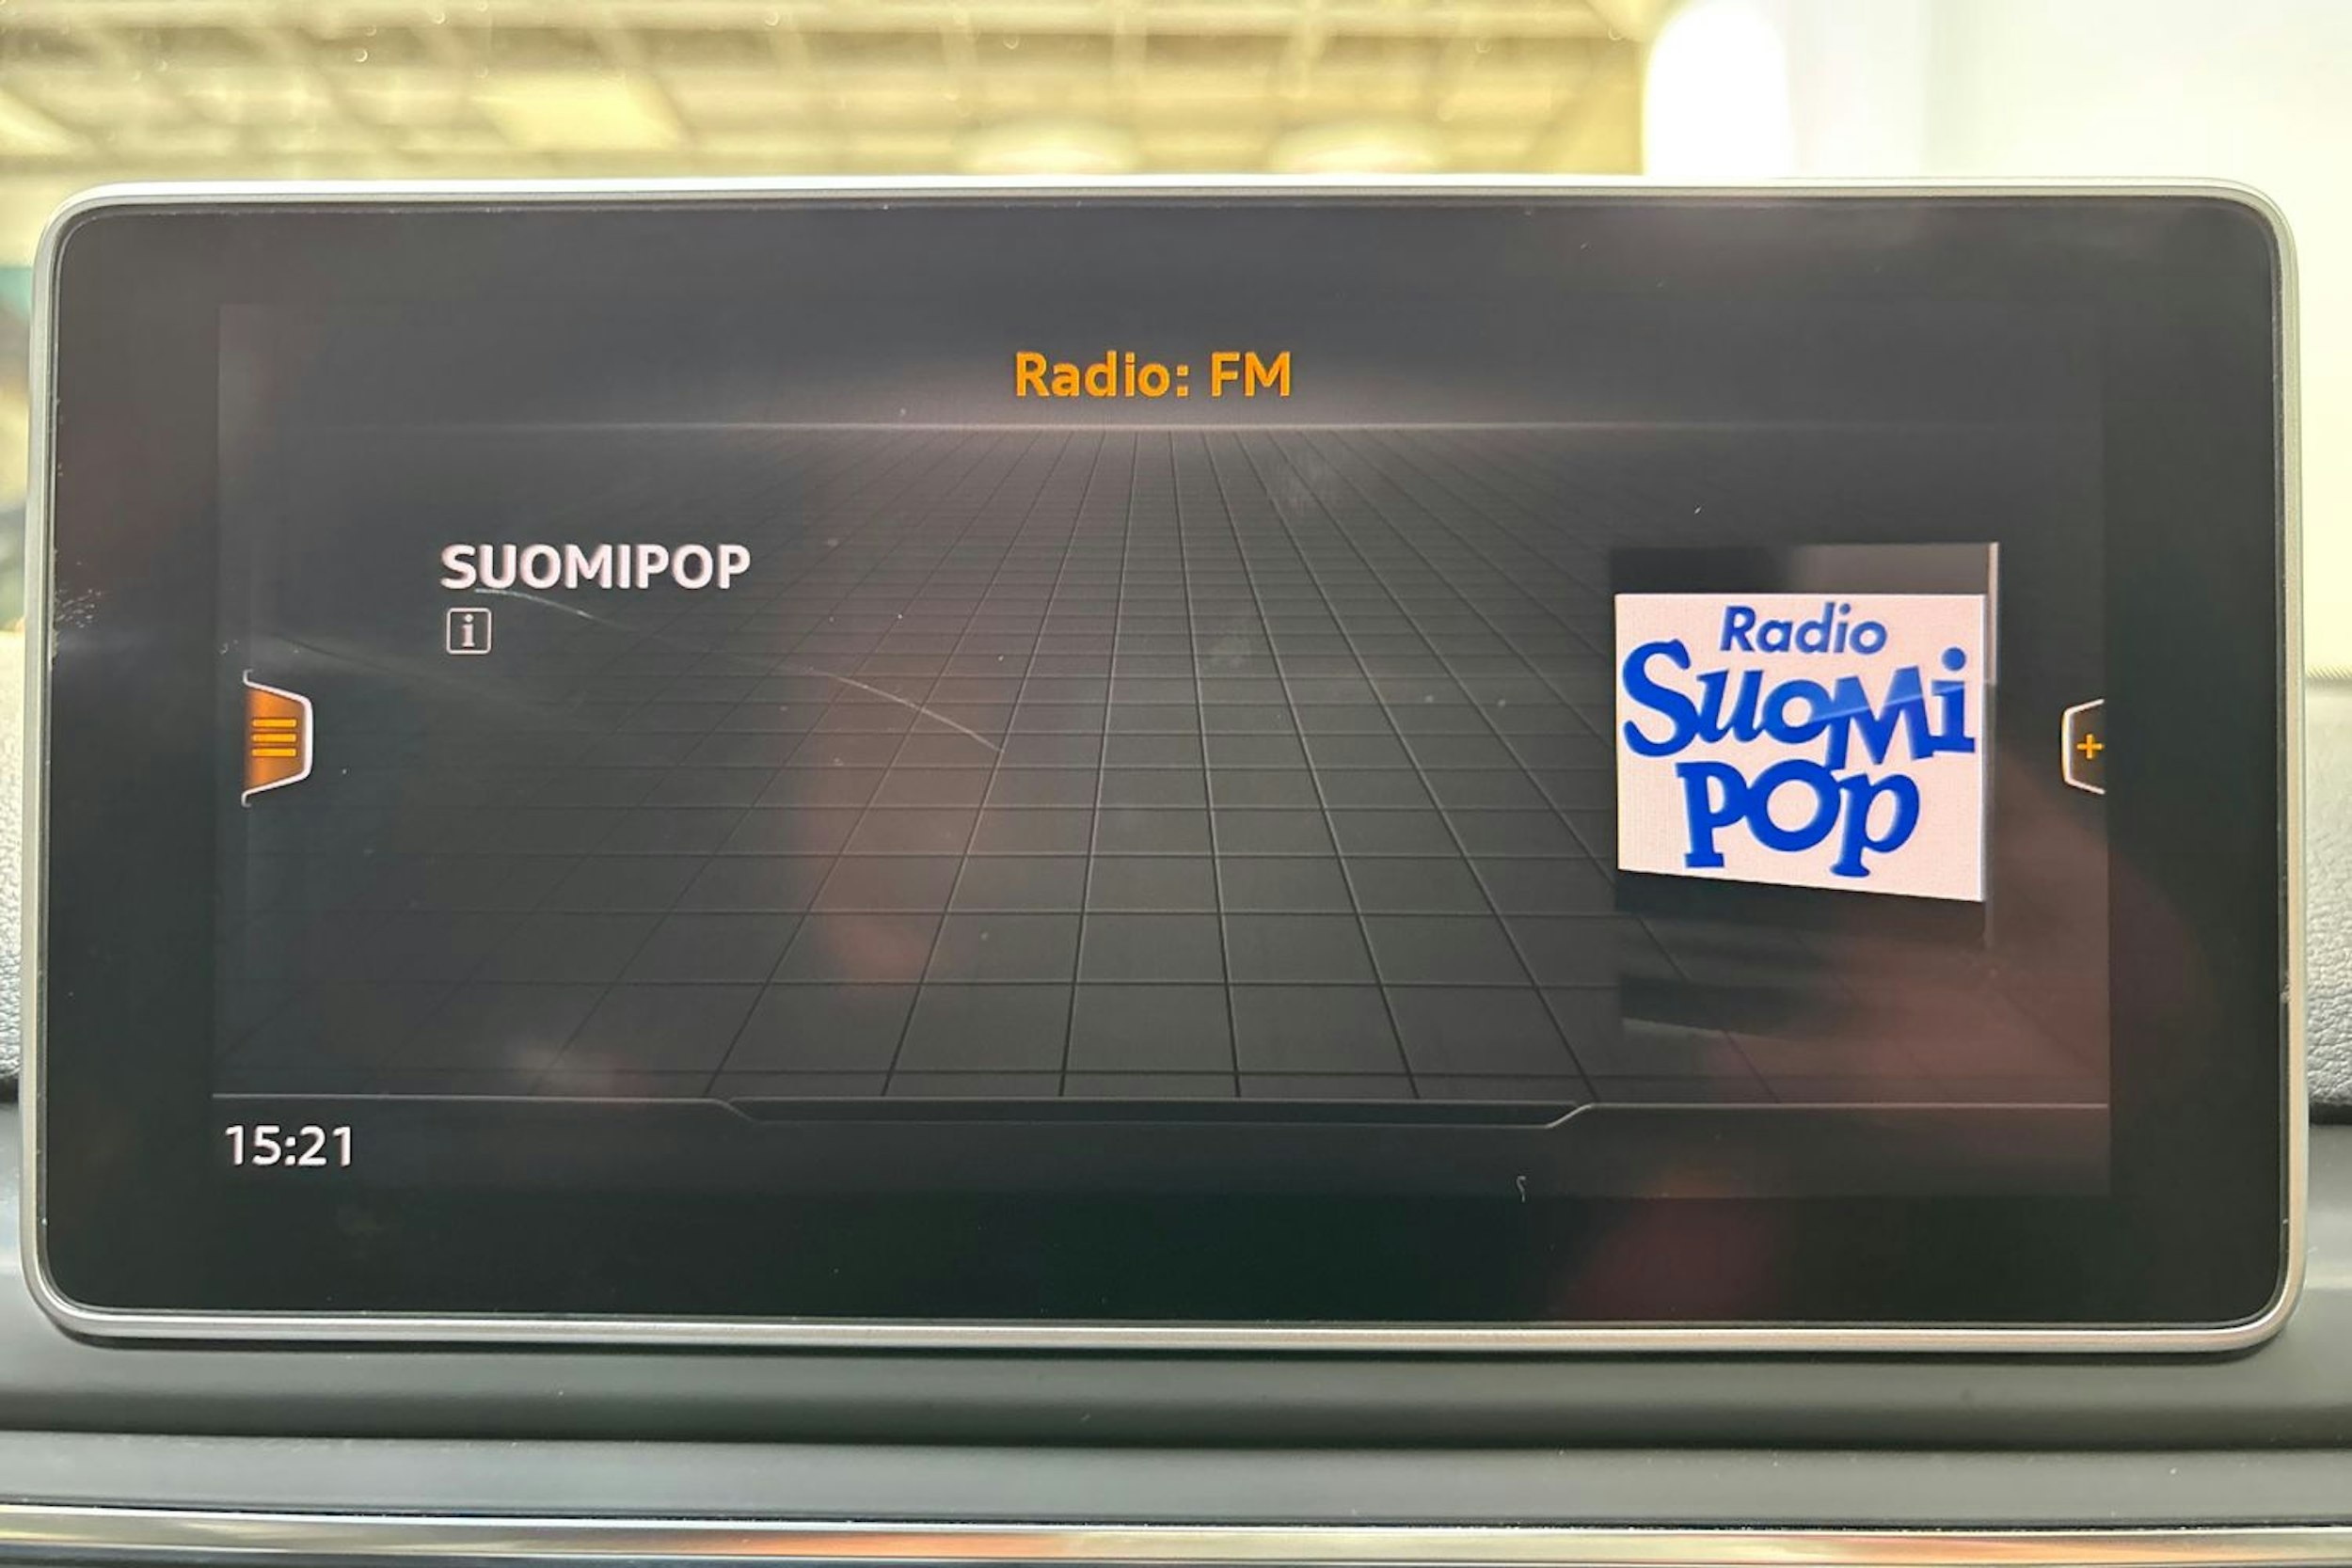 Radio: FM
SUOMIPOP
i
Radio
SuoMi
POp
15:21